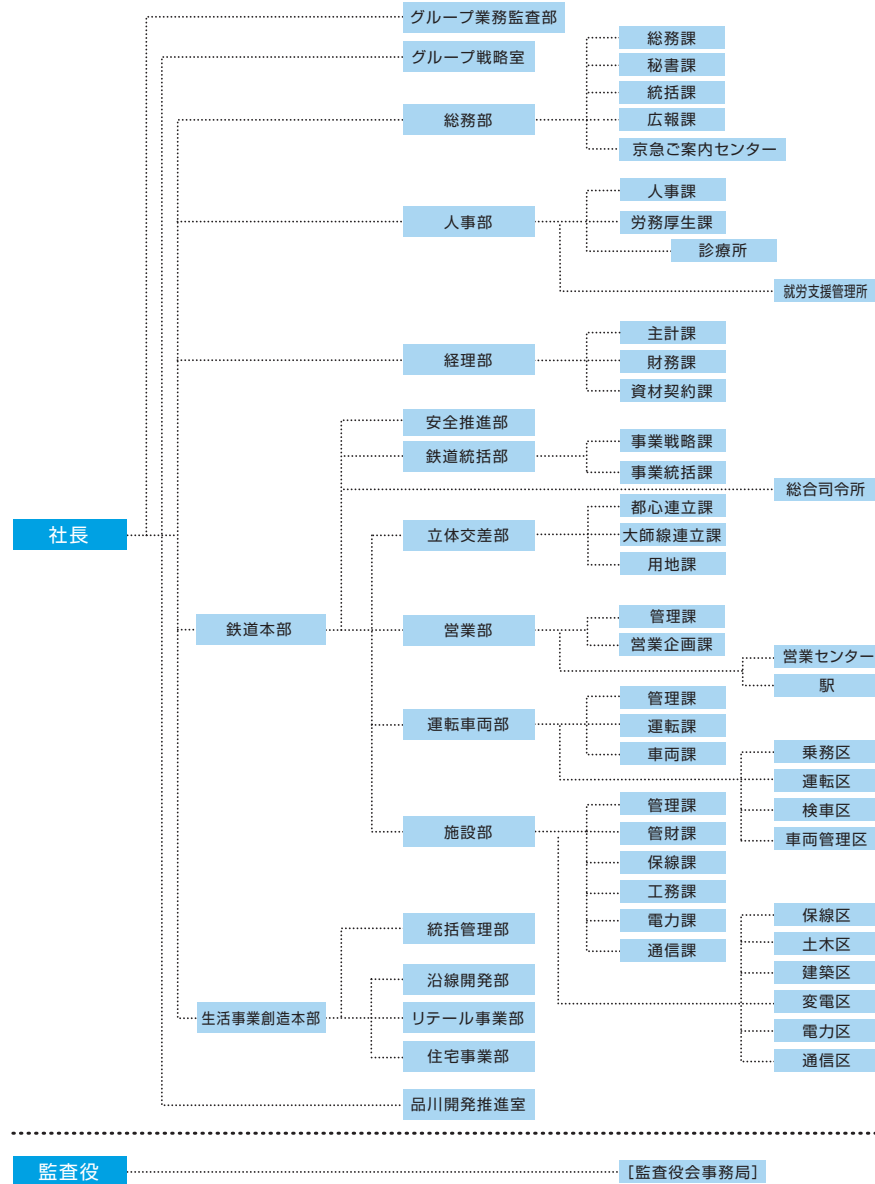 グループ業務監査部
グループ戦略室
総務課
秘書課
統括課
総務部
広報課
京急ご案内センター
人事課
人事部
労務厚生課
診療所
就労支援管理所
主計課
経理部
財務課
資材契約課
安全推進部
鉄道統括部
事業戦略課
事業統括課
総合司令所
都心連立課
社長
立体交差部
大師線連立課
用地課
鉄道本部
営業部
管理課
営業企画課
営業センター
駅
管理課
運転車両部
運転課
車両課
乗務区
運転区
検車区
車両管理区
管理課
施設部
管財課
保線課
工務課
電力課
通信課
保線区
土木区
建築区
変電区
電力区
通信区
統括管理部
沿線開発部
生活事業創造本部
リテール事業部
住宅事業部
品川開発推進室
監査役
[監査役会事務局]